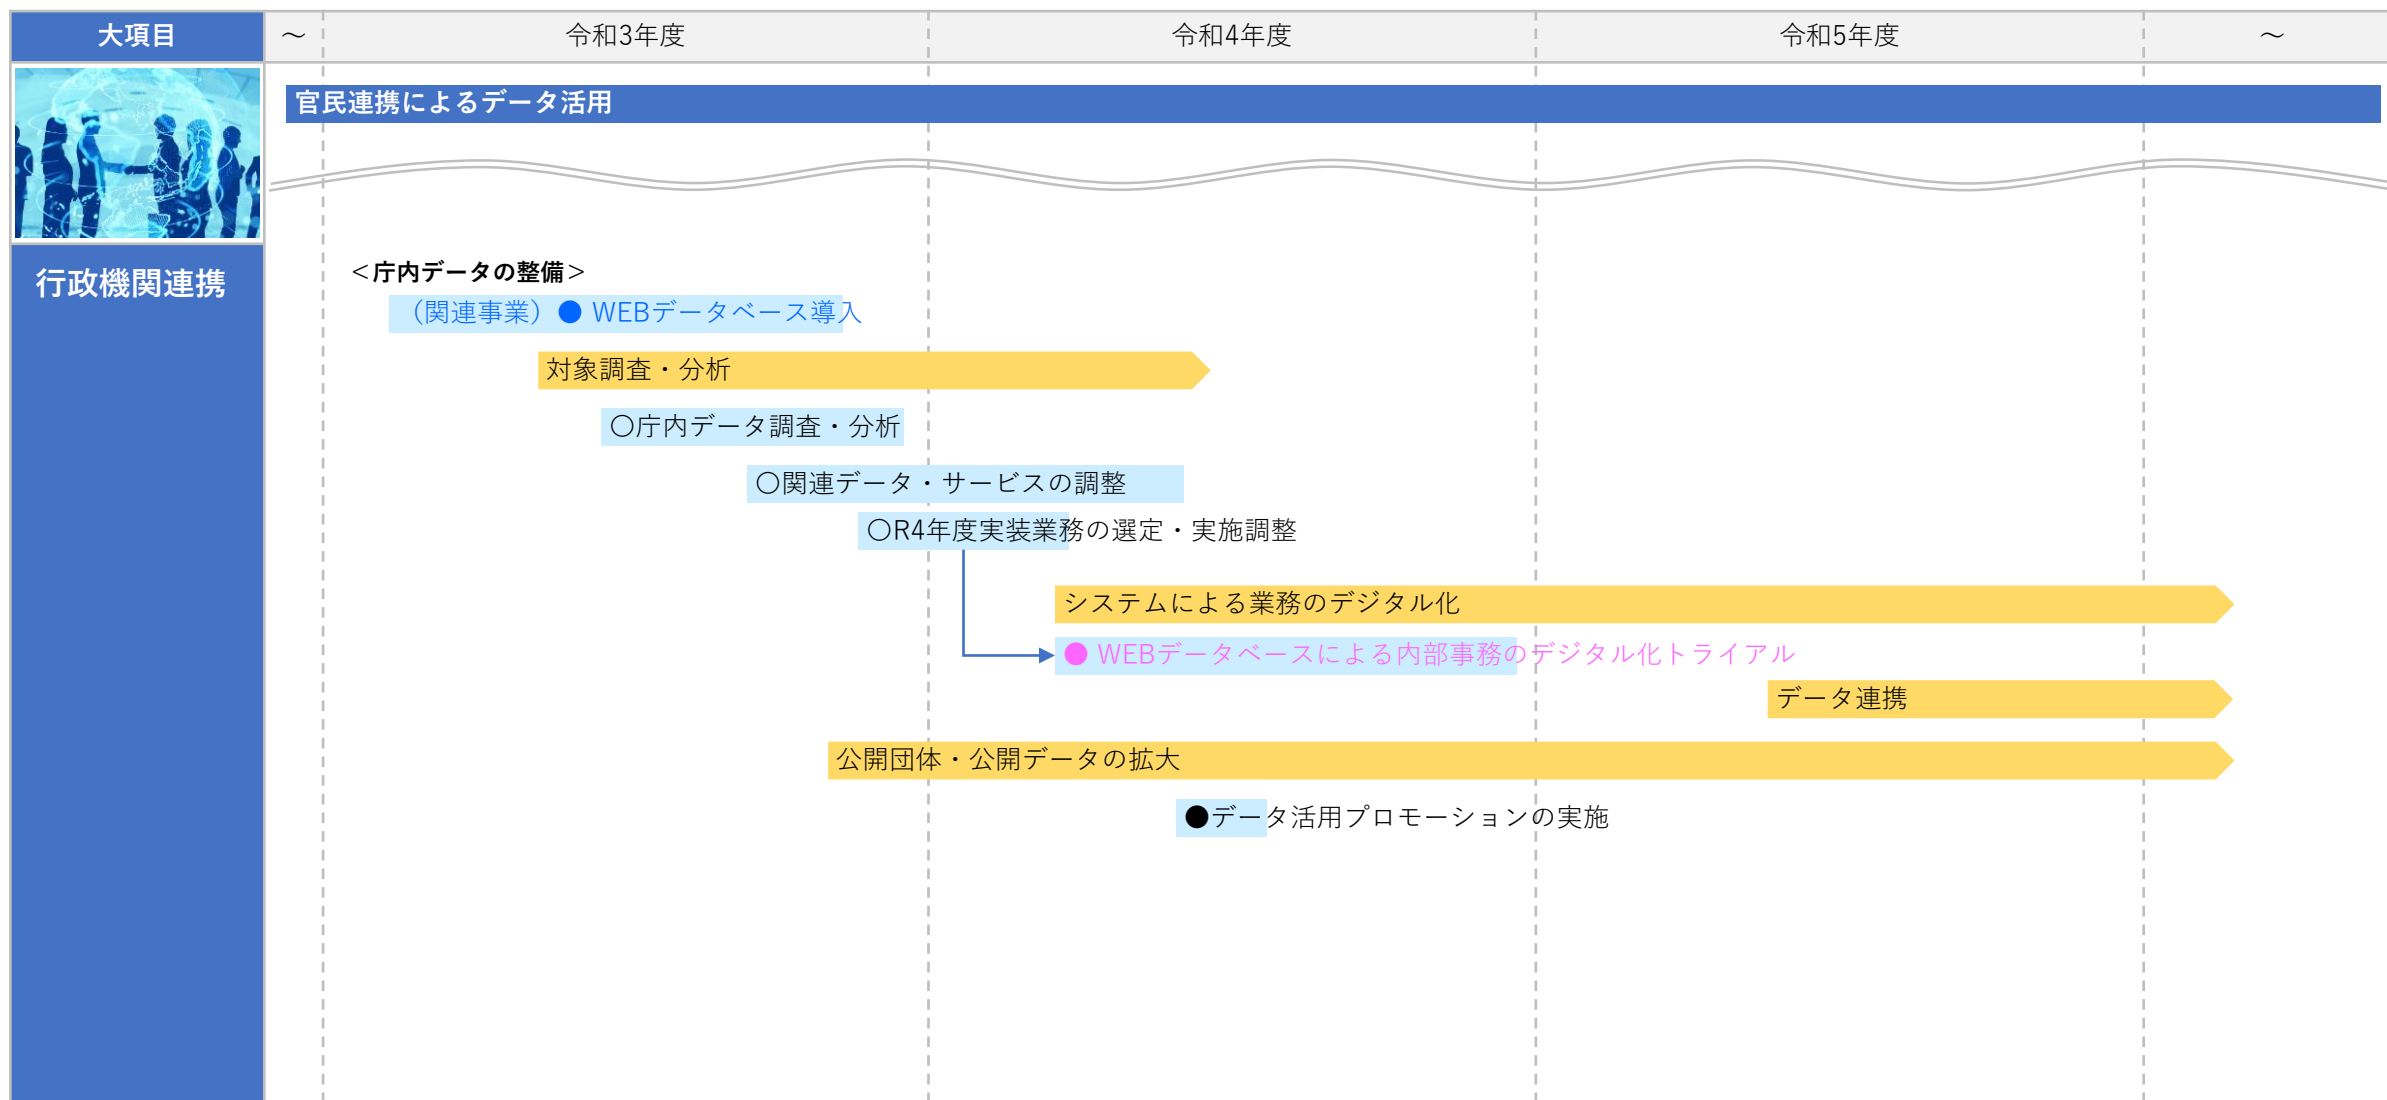 大項目
～
令和3年度
令和4年度
令和5年度
～
官民連携によるデータ活用
行政機関連携
＜庁内データの整備＞
（関連事業）● WEBデータベース導入
対象調査・分析
〇庁内データ調査・分析
〇関連データ・サービスの調整
〇R4年度実装業務の選定・実施調整
システムによる業務のデジタル化
● WEBデータベースによる内部事務のデジタル化トライアル
データ連携
公開団体・公開データの拡大
●データ活用プロモーションの実施